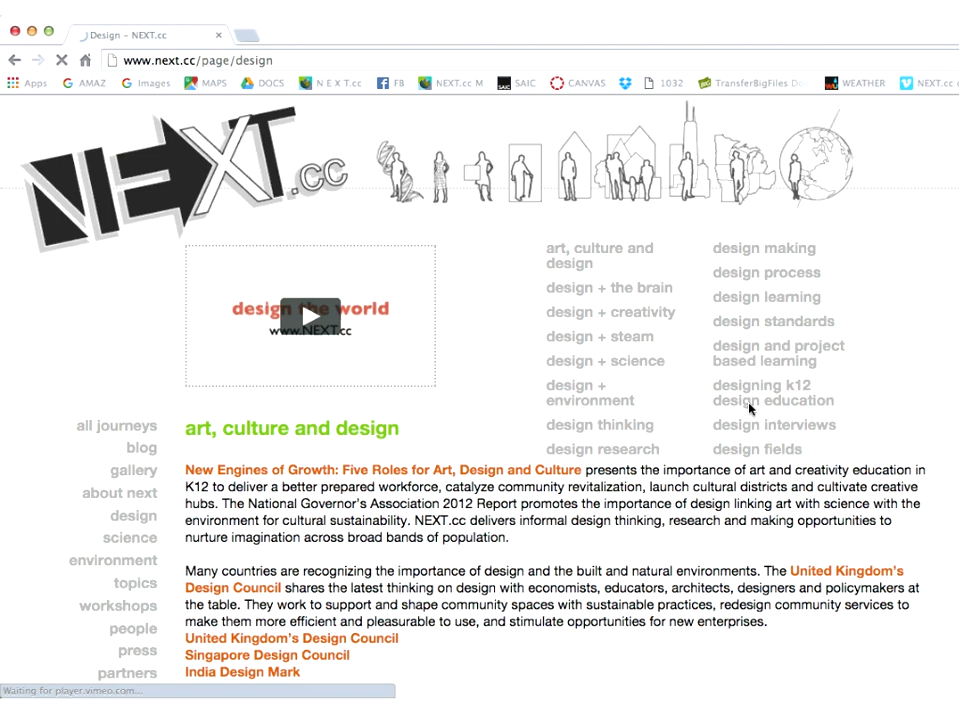 Design – NEXT.cc
www.next.cc/page/design
Apps AMAZ Images MAPS DOCS N E X T.cc FB NEXT.cc M SAIC CANVAS 1032 TransferBigFiles WEATHER NEXT.cc
NEXT.cc
design the world
www.NEXT.cc
art, culture and
design
design + the brain
design + creativity
design + steam
design + science
design +
environment
design thinking
design research
design making
design process
design learning
design standards
design and project
based learning
designing k12
design education
design interviews
design fields
all journeys
blog
gallery
about next
design
science
environment
topics
workshops
people
press
partners
art, culture and design
New Engines of Growth: Five Roles for Art, Design and Culture presents the importance of art and creativity education in
K12 to deliver a better prepared workforce, catalyze community revitalization, launch cultural districts and cultivate creative
hubs. The National Governor's Association 2012 Report promotes the importance of design linking art with science with the
environment for cultural sustainability. NEXT.cc delivers informal design thinking, research and making opportunities to
nurture imagination across broad bands of population.
Many countries are recognizing the importance of design and the built and natural environments. The United Kingdom's
Design Council shares the latest thinking on design with economists, educators, architects, designers and policymakers at
the table. They work to support and shape community spaces with sustainable practices, redesign community services to
make them more efficient and pleasurable to use, and stimulate opportunities for new enterprises.
United Kingdom's Design Council
Singapore Design Council
India Design Mark
Waiting for player.vimeo.com...